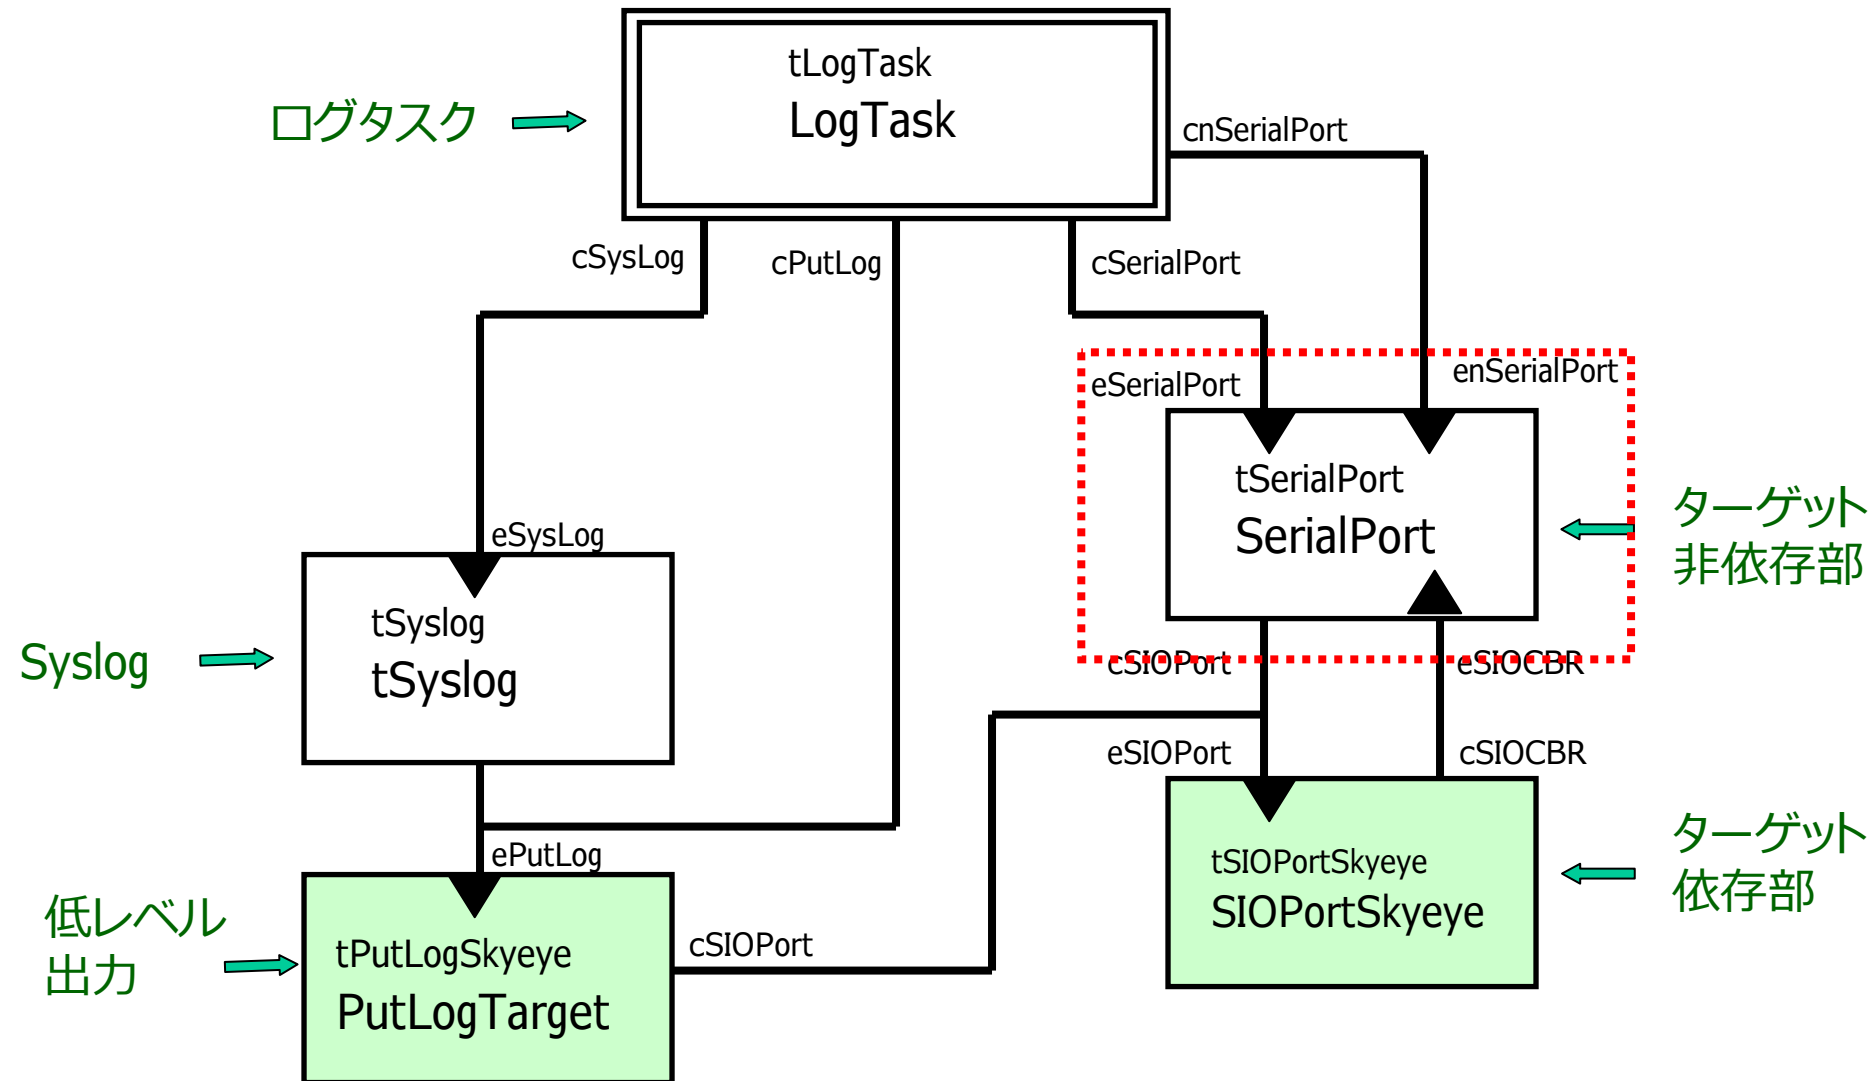 tLogTask
LogTask
ログタスク
cnSerialPort
cSysLog
cPutLog
cSerialPort
eSerialPort
enSerialPort
tSerialPort
SerialPort
ターゲット
非依存部
eSysLog
tSyslog
tSyslog
Syslog
cSIOPort
eSIOCBR
eSIOPort
cSIOCBR
tSIOPortSkyeye
SIOPortSkyeye
ターゲット
依存部
ePutLog
低レベル
出力
tPutLogSkyeye
PutLogTarget
cSIOPort